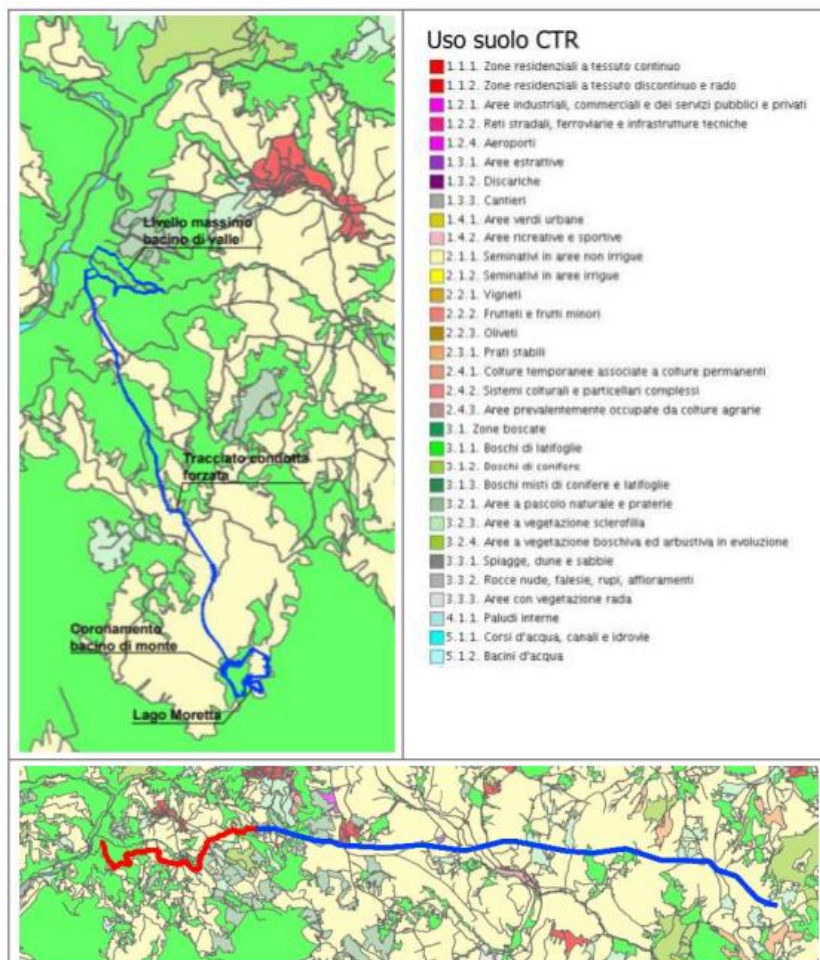 Livello massimo
bacino di valle
Tracciato condotta
forzata
Coronamento
bacino di monte
Lago Moretta
Uso suolo CTR
1.1.1. Zone residenziali a tessuto continuo
1.1.2. Zone residenziali a tessuto discontinuo e rado
1.2.1. Aree industriali, commerciali e dei servizi pubblici e privati
1.2.2. Reti stradali, ferroviarie e infrastrutture tecniche
1.2.4. Aeroporti
1.3.1. Aree estrattive
1.3.2. Discariche
1.3.3. Cantieri
1.4.1. Aree verdi urbane
1.4.2. Aree ricreative e sportive
2.1.1. Seminativi in aree non irrigue
2.1.2. Seminativi in aree irrigue
2.2.1. Vigneti
2.2.2. Frutteti e frutti minori
2.2.3. Oliveti
2.3.1. Prati stabili
2.4.1. Colture temporanee associate a colture permanenti
2.4.2. Sistemi colturali e particellari complessi
2.4.3. Aree prevalentemente occupate da colture agrarie
3.1. Zone boscate
3.1.1. Boschi di latifoglie
3.1.2. Boschi di conifere
3.1.3. Boschi misti di conifere e latifoglie
3.2.1. Aree a pascolo naturale e praterie
3.2.3. Aree a vegetazione sclerofilla
3.2.4. Aree a vegetazione boschiva ed arbustiva in evoluzione
3.3.1. Spiagge, dune e sabbie
3.3.2. Rocce nude, falesie, rupi, affioramenti
3.3.3. Aree con vegetazione rada
4.1.1. Paludi interne
5.1.1. Corsi d'acqua, canali e idrovie
5.1.2. Bacini d'acqua